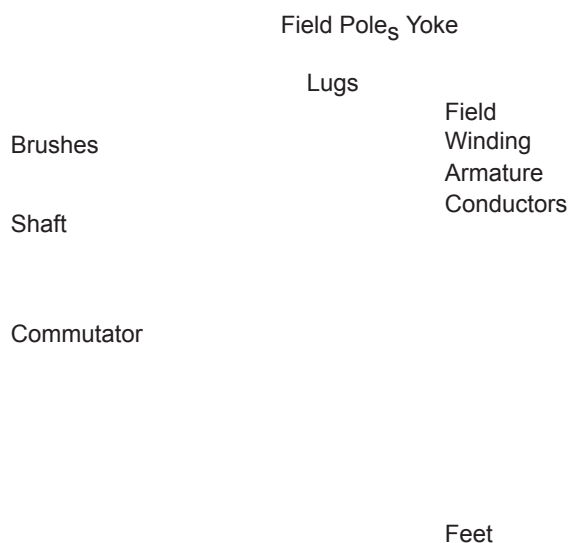 Field Poles Yoke
Lugs
Field
Winding
Brushes
Armature
Conductors
Shaft
Commutator
Feet